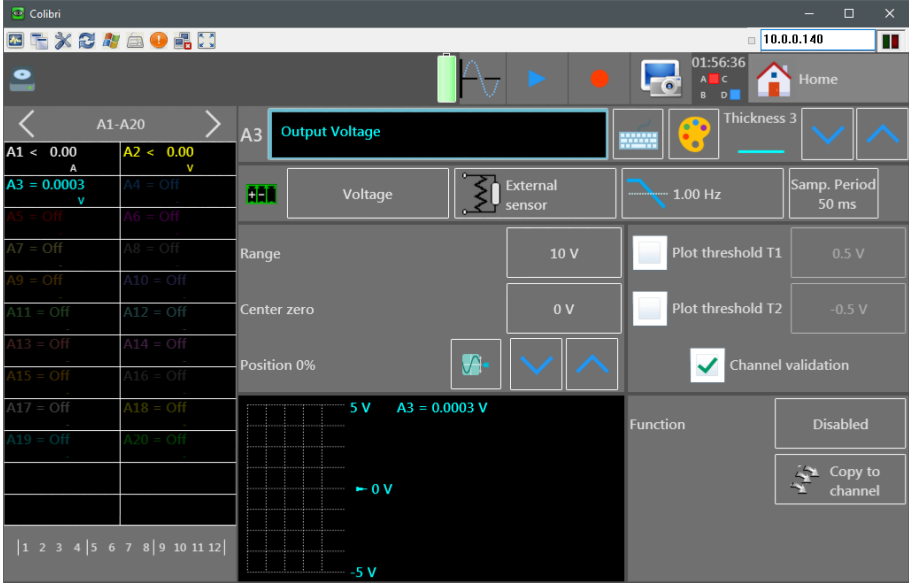 Colibri
10.0.0.140
01:56:36
A C
B D
Home
A1-A20
A1 < 0.00
A
A2 < 0.00
V
A3 = 0.0003
V
A4 = Off
A5 = Off
A6 = Off
A7 = Off
A8 = Off
A9 = Off
A10 = Off
A11 = Off
A12 = Off
A13 = Off
A14 = Off
A15 = Off
A16 = Off
A17 = Off
A18 = Off
A19 = Off
A20 = Off
1 2 3 4 5 6 7 8 9 10 11 12
A3
Output Voltage
Thickness 3
Voltage
External
sensor
1.00 Hz
Samp. Period
50 ms
Range
10 V
Center zero
0 V
Position 0%
Plot threshold T1
0.5 V
Plot threshold T2
-0.5 V
Channel validation
5 V
A3 = 0.0003 V
0 V
-5 V
Function
Disabled
Copy to
channel